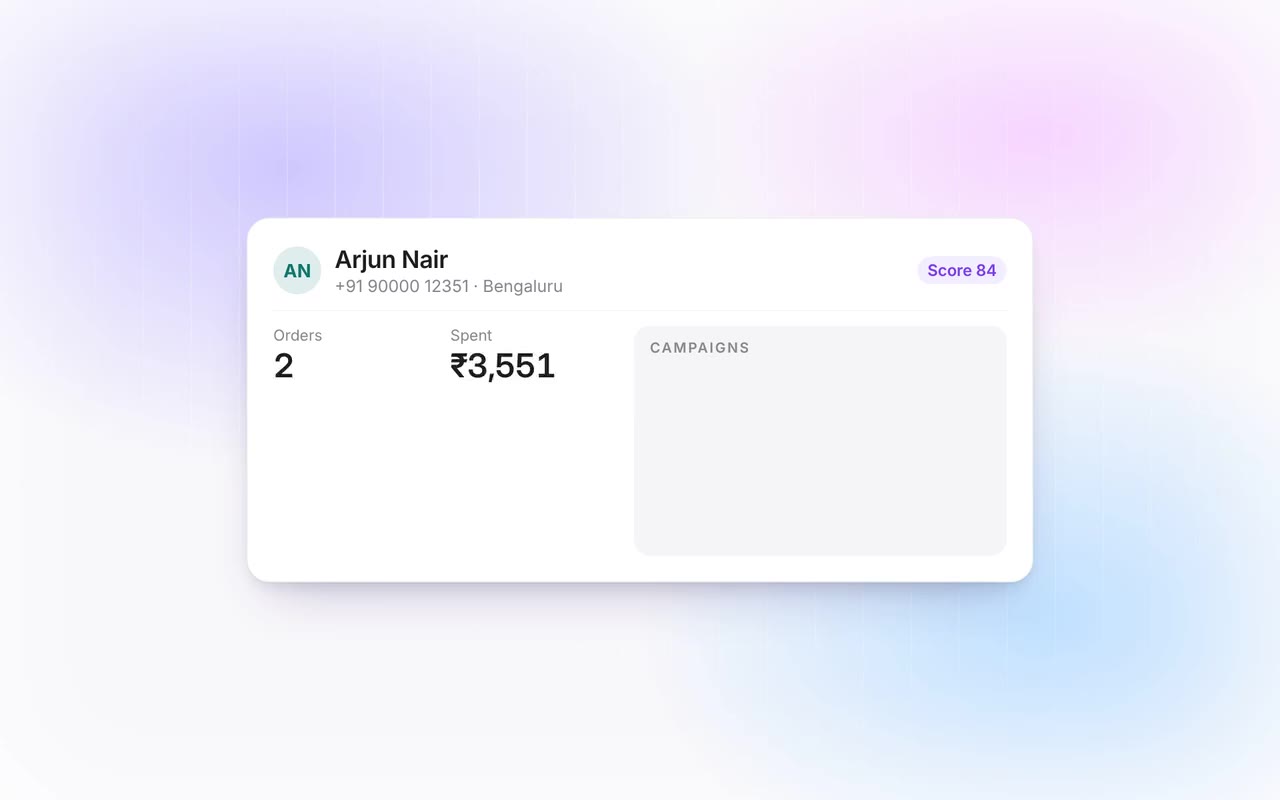 AN
Arjun Nair
+91 90000 12351 · Bengaluru
Score 84
Orders
2
Spent
₹3,551
CAMPAIGNS